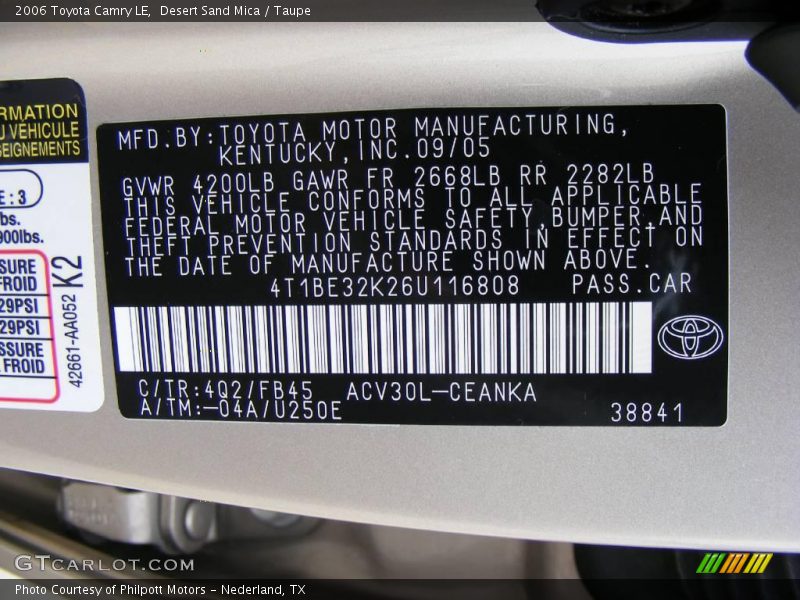 2006 Toyota Camry LE, Desert Sand Mica / Taupe
RMATION
U VÉHICULE
SEIGNEMENTS
E : 3
lbs.
900lbs.
SSURE
FROID
29PSI
29PSI
SSURE
FROID
42661-AA052 K2
MFD.BY:TOYOTA MOTOR MANUFACTURING,
KENTUCKY,INC.09/05
GVWR 4200LB GAWR FR 2668LB RR 2282LB
THIS VEHICLE CONFORMS TO ALL APPLICABLE
FEDERAL MOTOR VEHICLE SAFETY,BUMPER,AND
THEFT PREVENTION STANDARDS IN EFFECT ON
THE DATE OF MANUFACTURE SHOWN ABOVE.
4T1BE32K26U116808 PASS.CAR
C/TR:4Q2/FB45 ACV30L-CEANKA
A/TM:-04A/U250E 38841
GTCARLOT.COM
Photo Courtesy of Philpott Motors - Nederland, TX